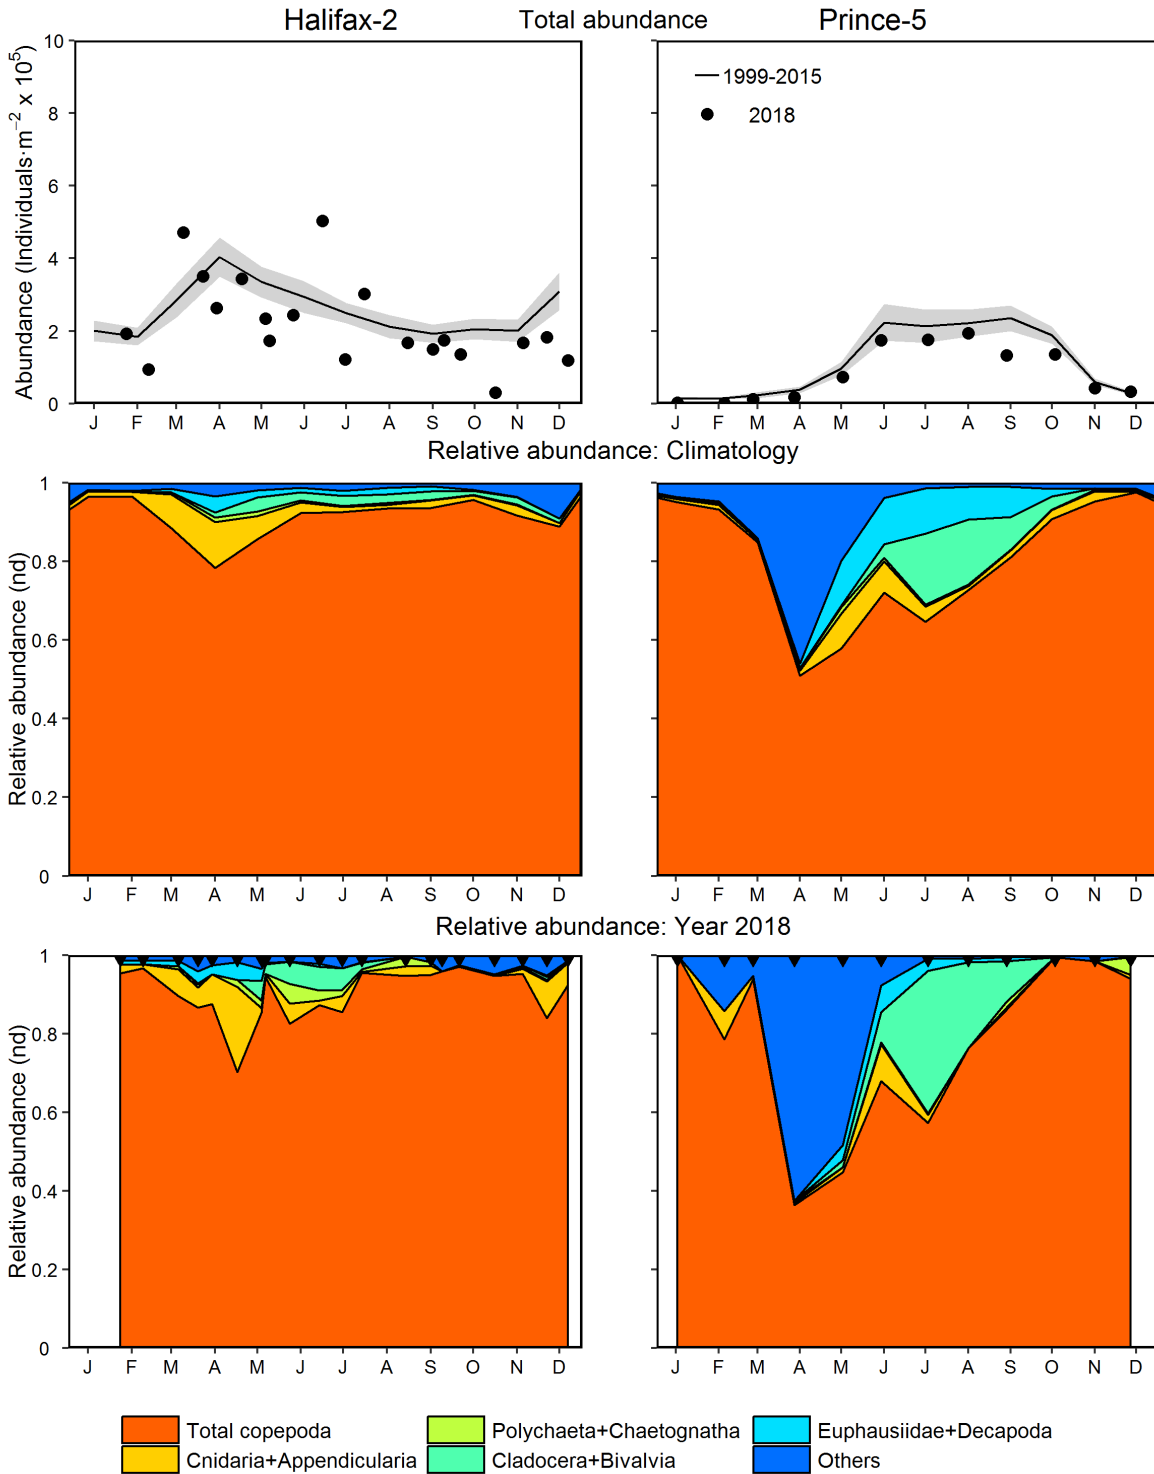 Halifax-2 Total abundance Prince-5
Abundance (Individuals·m⁻² x 10⁵)
10
8
6
4
2
0
J F M A M J J A S O N D
1999-2015
2018
J F M A M J J A S O N D
Relative abundance: Climatology
Relative abundance (nd)
1
0.8
0.6
0.4
0.2
0
J F M A M J J A S O N D
J F M A M J J A S O N D
Relative abundance: Year 2018
Relative abundance (nd)
1
0.8
0.6
0.4
0.2
0
J F M A M J J A S O N D
J F M A M J J A S O N D
Total copepoda Polychaeta+Chaetognatha Euphausiidae+Decapoda
Cnidaria+Appendicularia Cladocera+Bivalvia Others